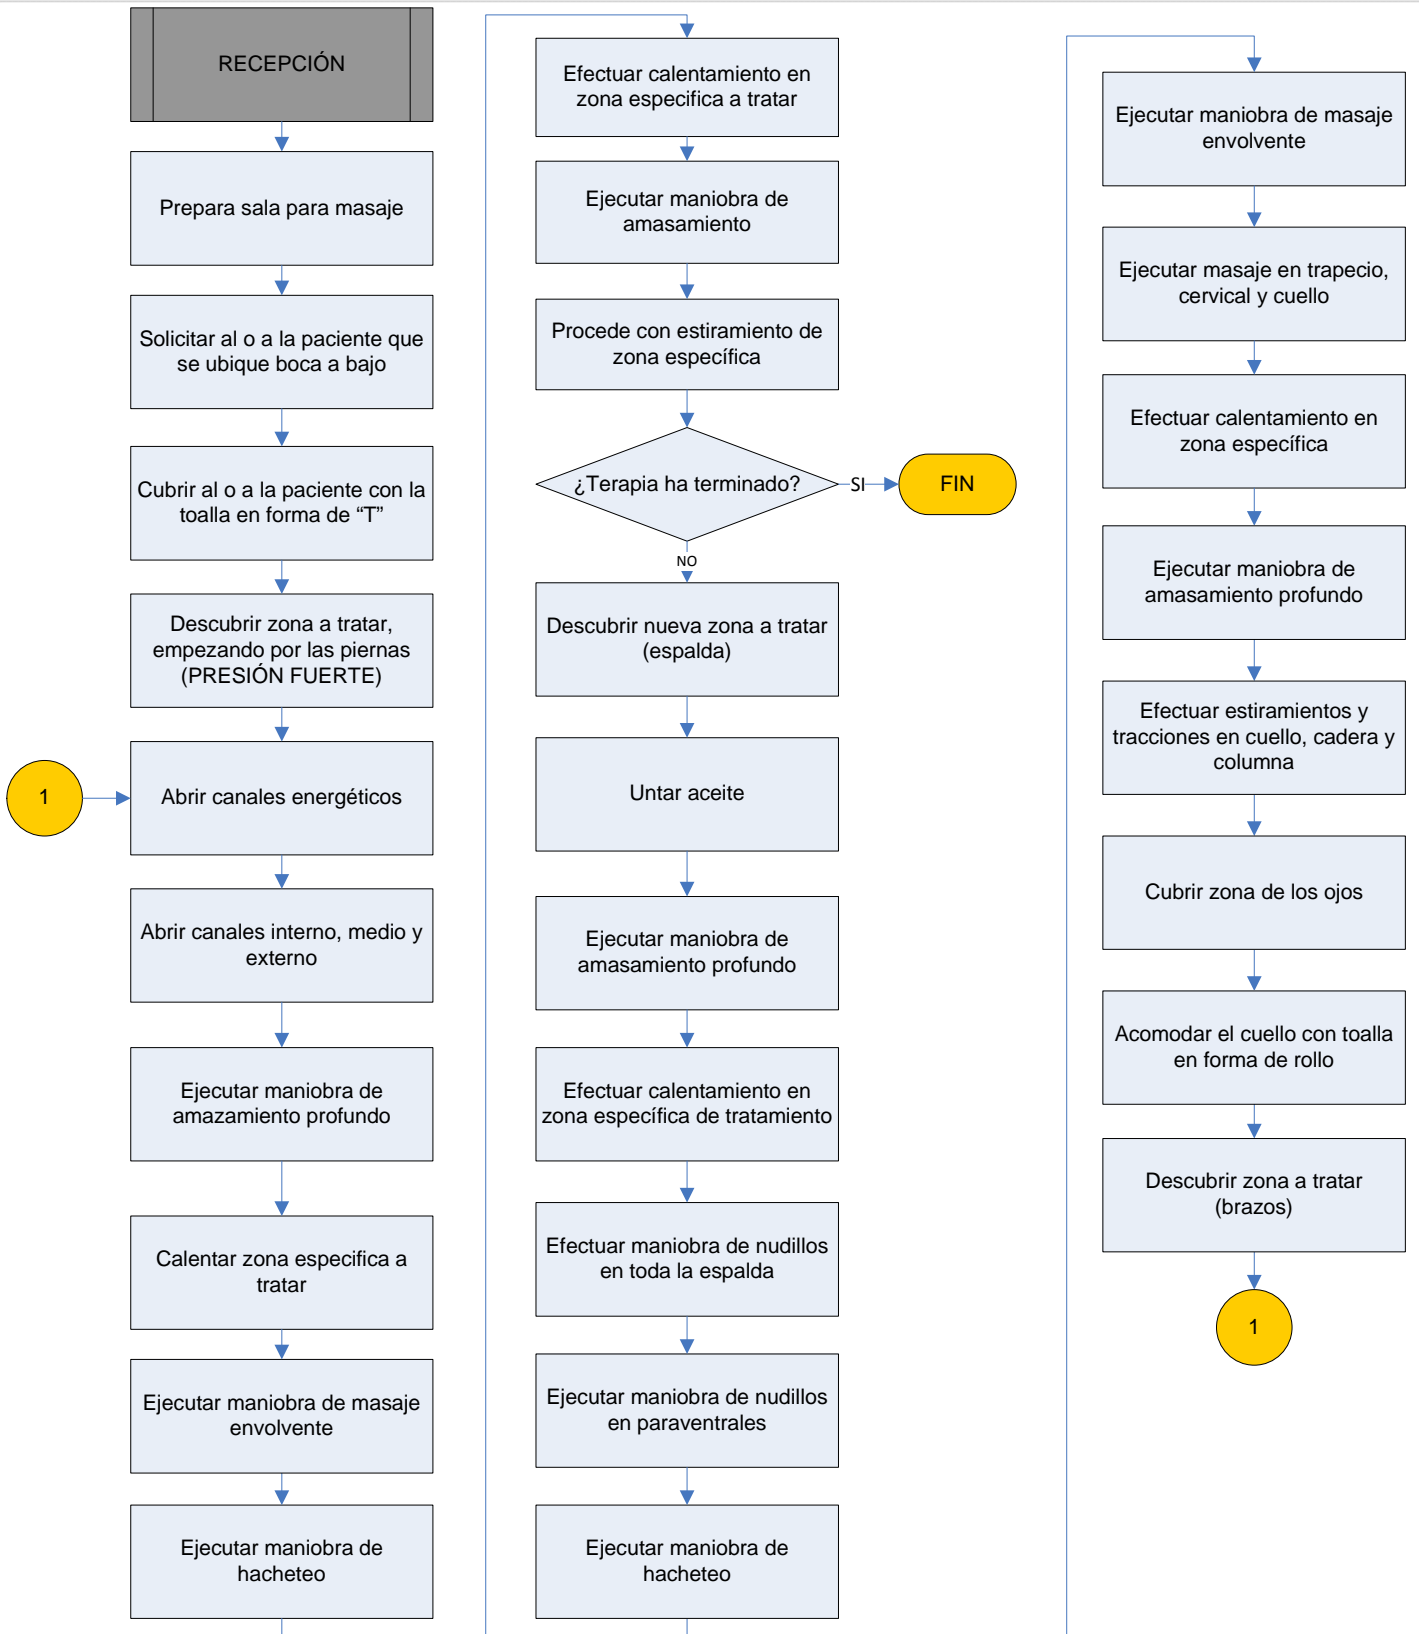 RECEPCIÓN
Prepara sala para masaje
Solicitar al o a la paciente que
se ubique boca a bajo
Cubrir al o a la paciente con la
toalla en forma de “T”
Descubrir zona a tratar,
empezando por las piernas
(PRESIÓN FUERTE)
1
Abrir canales energéticos
Abrir canales interno, medio y
externo
Ejecutar maniobra de
amazamiento profundo
Calentar zona especifica a
tratar
Ejecutar maniobra de masaje
envolvente
Ejecutar maniobra de
hacheteo
Efectuar calentamiento en
zona especifica a tratar
Ejecutar maniobra de
amasamiento
Procede con estiramiento de
zona específica
¿Terapia ha terminado?
SI
FIN
NO
Descubrir nueva zona a tratar
(espalda)
Untar aceite
Ejecutar maniobra de
amasamiento profundo
Efectuar calentamiento en
zona específica de tratamiento
Efectuar maniobra de nudillos
en toda la espalda
Ejecutar maniobra de nudillos
en paraventrales
Ejecutar maniobra de
hacheteo
Ejecutar maniobra de masaje
envolvente
Ejecutar masaje en trapecio,
cervical y cuello
Efectuar calentamiento en
zona específica
Ejecutar maniobra de
amasamiento profundo
Efectuar estiramientos y
tracciones en cuello, cadera y
columna
Cubrir zona de los ojos
Acomodar el cuello con toalla
en forma de rollo
Descubrir zona a tratar
(brazos)
1